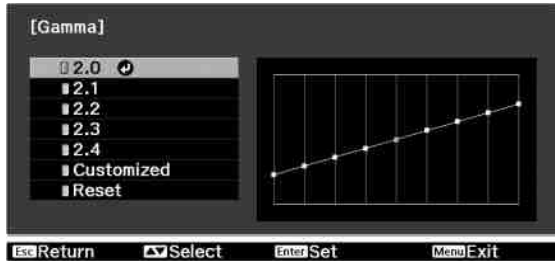 [Gamma]
2.0
2.1
2.2
2.3
2.4
Customized
Reset
Esc Return Select Enter Set Menu Exit